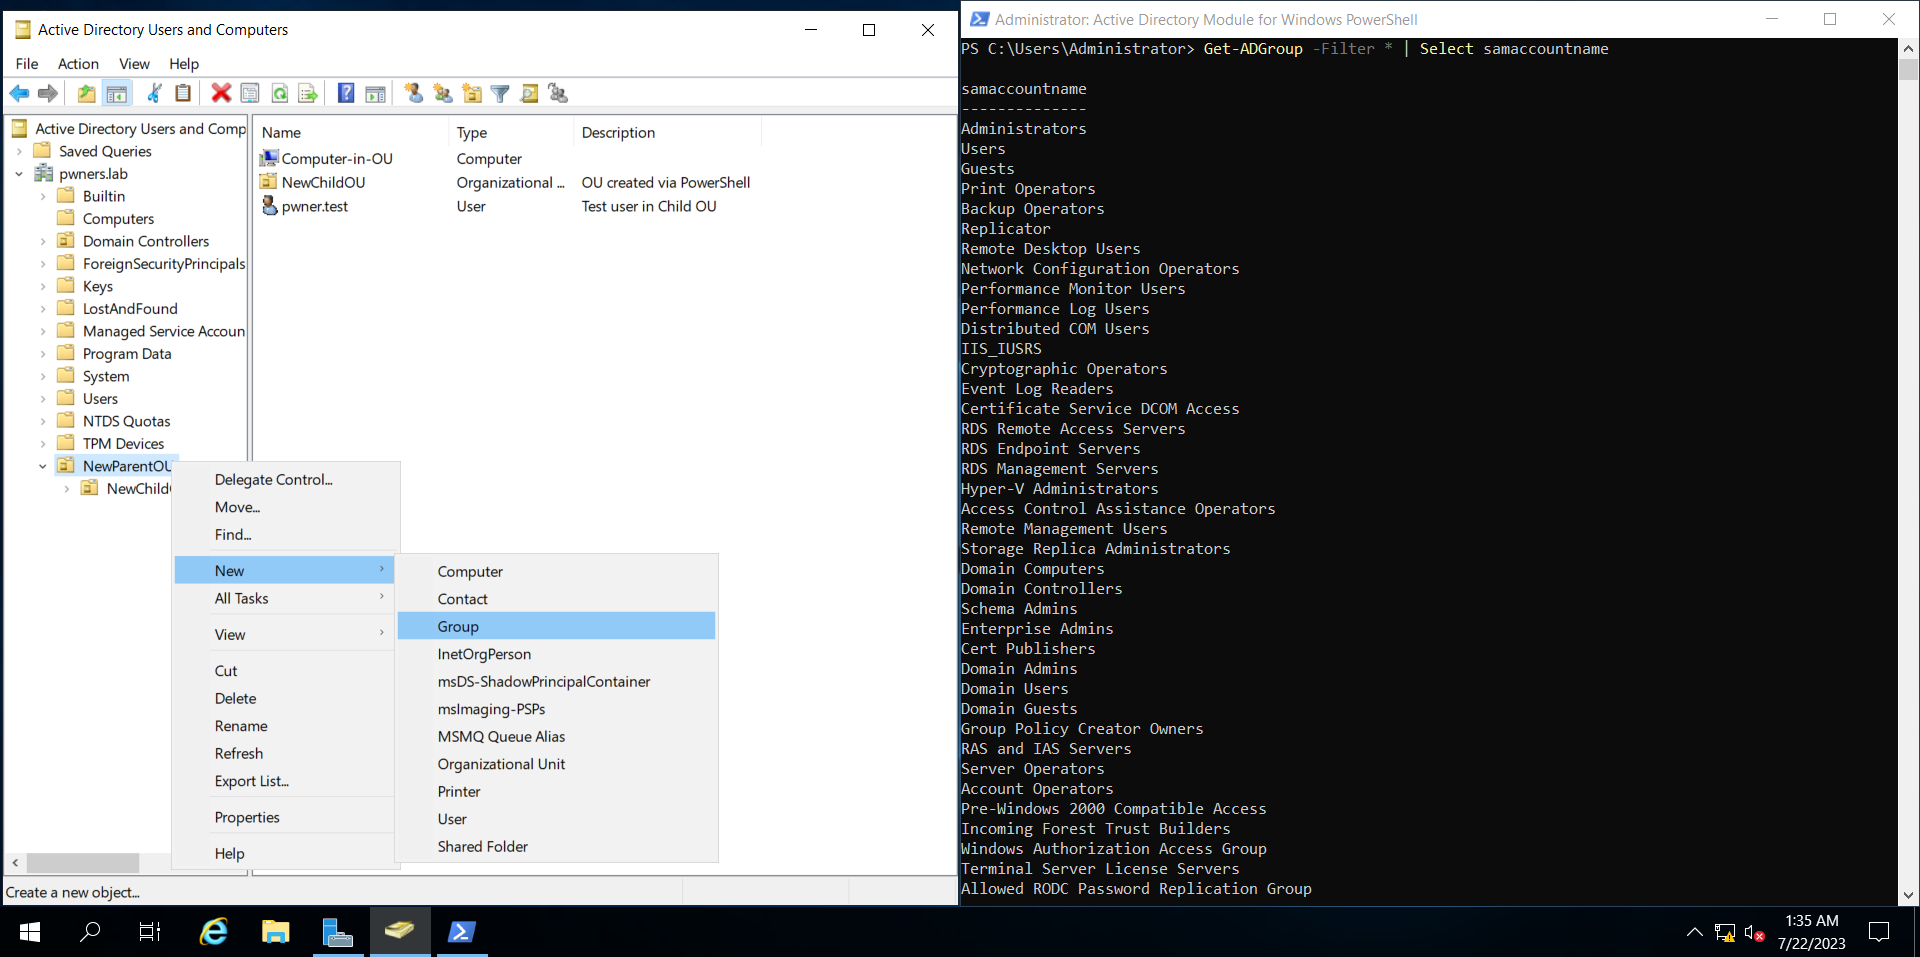 Active Directory Users and Computers
File Action View Help
Active Directory Users and Comp
Saved Queries
pwners.lab
Builtin
Computers
Domain Controllers
ForeignSecurityPrincipals
Keys
LostAndFound
Managed Service Accoun
Program Data
System
Users
NTDS Quotas
TPM Devices
NewParentOU
NewChild
Name Type Description
Computer-in-OU Computer
NewChildOU Organizational ... OU created via PowerShell
pwner.test User Test user in Child OU
Delegate Control...
Move...
Find...
New
All Tasks
View
Cut
Delete
Rename
Refresh
Export List...
Properties
Help
Computer
Contact
Group
InetOrgPerson
msDS-ShadowPrincipalContainer
msImaging-PSPs
MSMQ Queue Alias
Organizational Unit
Printer
User
Shared Folder
Create a new object...
Administrator: Active Directory Module for Windows PowerShell
PS C:\Users\Administrator> Get-ADGroup -Filter * | Select samaccountname
samaccountname
--------------
Administrators
Users
Guests
Print Operators
Backup Operators
Replicator
Remote Desktop Users
Network Configuration Operators
Performance Monitor Users
Performance Log Users
Distributed COM Users
IIS_IUSRS
Cryptographic Operators
Event Log Readers
Certificate Service DCOM Access
RDS Remote Access Servers
RDS Endpoint Servers
RDS Management Servers
Hyper-V Administrators
Access Control Assistance Operators
Remote Management Users
Storage Replica Administrators
Domain Computers
Domain Controllers
Schema Admins
Enterprise Admins
Cert Publishers
Domain Admins
Domain Users
Domain Guests
Group Policy Creator Owners
RAS and IAS Servers
Server Operators
Account Operators
Pre-Windows 2000 Compatible Access
Incoming Forest Trust Builders
Windows Authorization Access Group
Terminal Server License Servers
Allowed RODC Password Replication Group
1:35 AM
7/22/2023